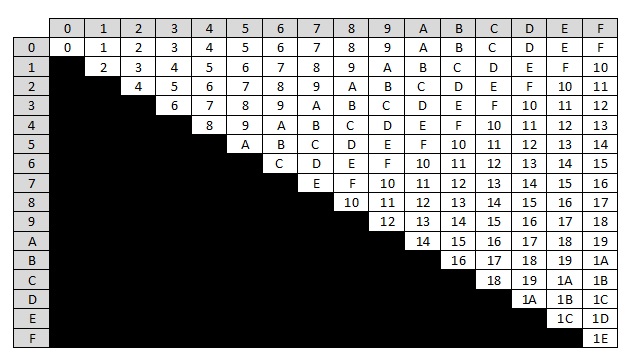 0 1 2 3 4 5 6 7 8 9 A B C D E F
0 0 1 2 3 4 5 6 7 8 9 A B C D E F
1 2 3 4 5 6 7 8 9 A B C D E F 10
2 4 5 6 7 8 9 A B C D E F 10 11
3 6 7 8 9 A B C D E F 10 11 12
4 8 9 A B C D E F 10 11 12 13
5 A B C D E F 10 11 12 13 14
6 C D E F 10 11 12 13 14 15
7 E F 10 11 12 13 14 15 16
8 10 11 12 13 14 15 16 17
9 12 13 14 15 16 17 18
A 14 15 16 17 18 19
B 16 17 18 19 1A
C 18 19 1A 1B
D 1A 1B 1C
E 1C 1D
F 1E